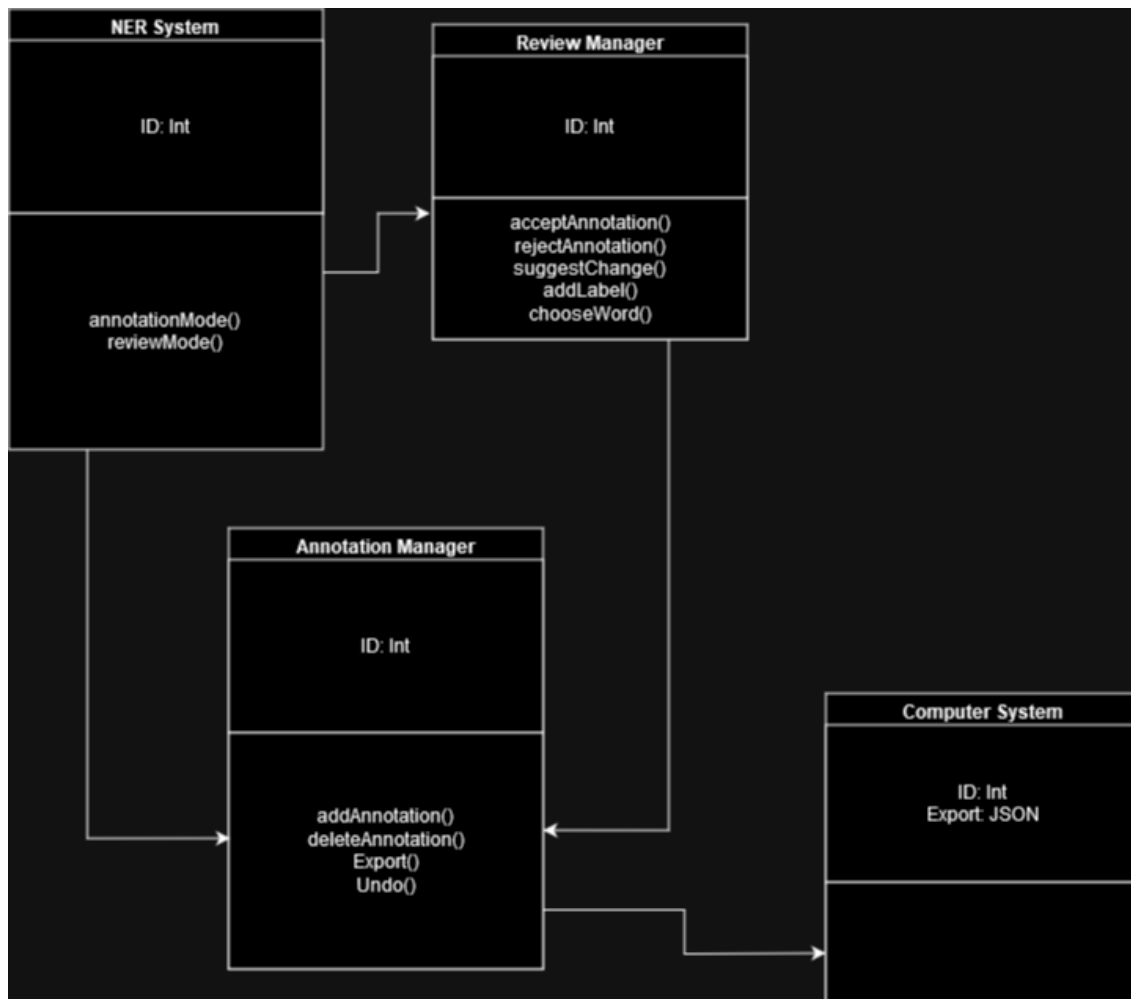 NER System
ID: Int
annotationMode()
reviewMode()
Review Manager
ID: Int
acceptAnnotation()
rejectAnnotation()
suggestChange()
addLabel()
chooseWord()
Annotation Manager
ID: Int
addAnnotation()
deleteAnnotation()
Export()
Undo()
Computer System
ID: Int
Export: JSON